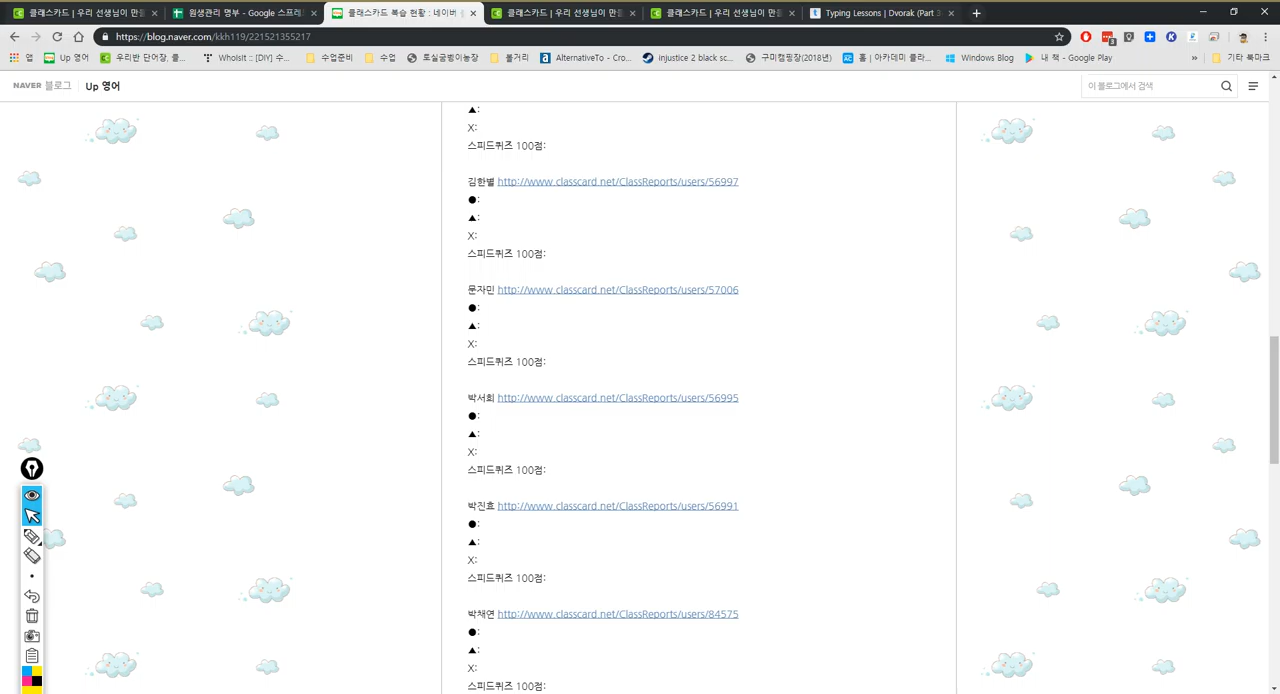 클래스카드 | 우리 선생님이 만들
원생관리 명부 - Google 스프레
클래스카드 복습 현황 : 네이버
클래스카드 | 우리 선생님이 만들
클래스카드 | 우리 선생님이 만들
Typing Lessons | Dvorak (Part 3
https://blog.naver.com/kkh119/221521355217
앱
Up 영어
우리반 단어장, 클...
WhoIst :: (DIY) 수...
수업준비
수업
토실굼벵이농장
볼거리
AlternativeTo - Cro...
injustice 2 black sc...
구미캠핑장(2018년)
홈 | 아카데미 클라...
Windows Blog
내 책 - Google Play
»
기타 북마크
NAVER 블로그
Up 영어
이 블로그에서 검색
▲:
X:
스피드퀴즈 100점:
김한별 http://www.classcard.net/ClassReports/users/56997
●:
▲:
X:
스피드퀴즈 100점:
문자민 http://www.classcard.net/ClassReports/users/57006
●:
▲:
X:
스피드퀴즈 100점:
박서희 http://www.classcard.net/ClassReports/users/56995
●:
▲:
X:
스피드퀴즈 100점:
박진효 http://www.classcard.net/ClassReports/users/56991
●:
▲:
X:
스피드퀴즈 100점:
박채연 http://www.classcard.net/ClassReports/users/84575
●:
▲:
X:
스피드퀴즈 100점: